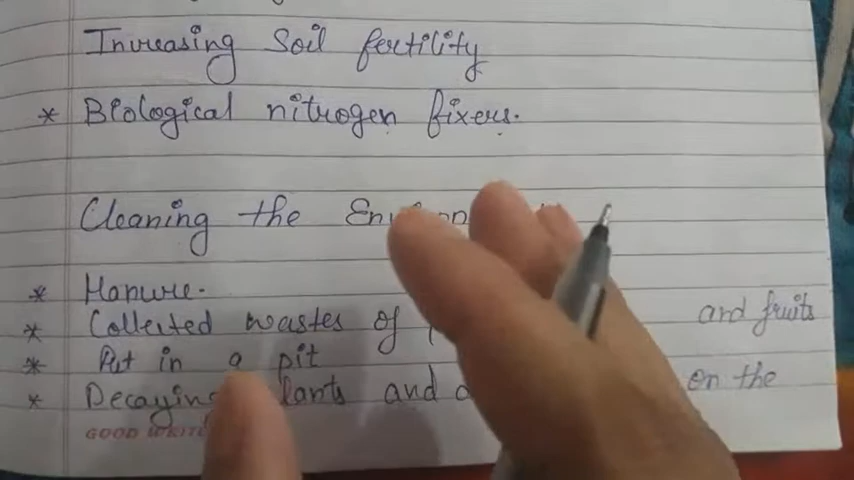 Increasing Soil fertility
* Biological nitrogen fixers.
Cleaning the
* Manure.
* Collected wastes of and fruits
* Put in a pit
* Decaying and on the
GOOD